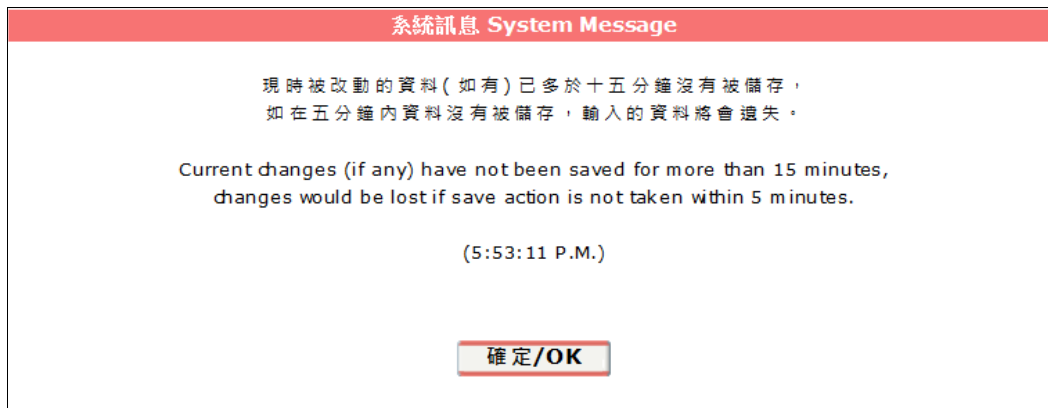 系統訊息 System Message
現時被改動的資料(如有)已多於十五分鐘沒有被儲存，
如在五分鐘內資料沒有被儲存，輸入的資料將會遺失。
Current changes (if any) have not been saved for more than 15 minutes,
changes would be lost if save action is not taken within 5 minutes.
(5:53:11 P.M.)
確定/OK